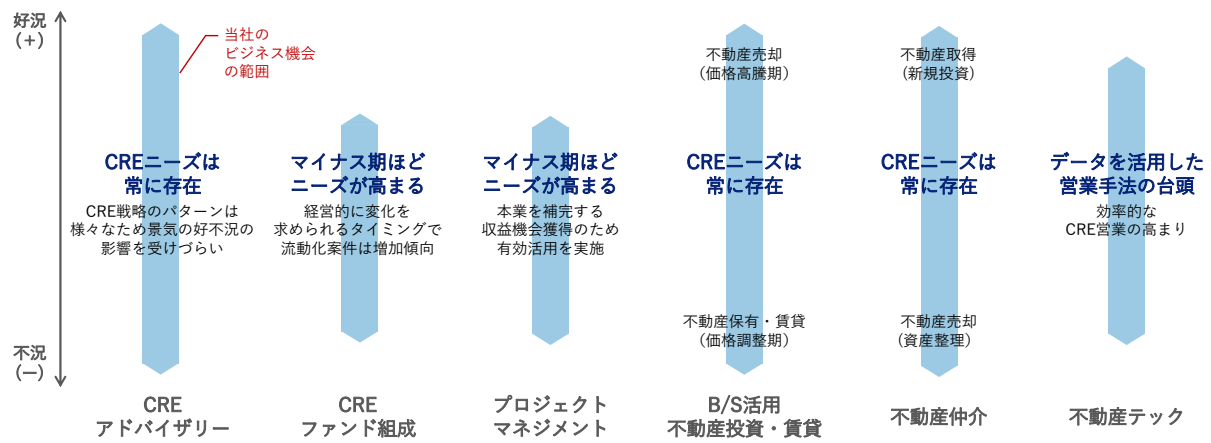 好況
(+)
不況
(—)
当社の
ビジネス機会
の範囲
CREニーズは
常に存在
CRE戦略のパターンは
様々なため景気の好不況の
影響を受けづらい
CRE
アドバイザリー
マイナス期ほど
ニーズが高まる
経営的に変化を
求められるタイミングで
流動化案件は増加傾向
CRE
ファンド組成
マイナス期ほど
ニーズが高まる
本業を補完する
収益機会獲得のため
有効活用を実施
プロジェクト
マネジメント
不動産売却
(価格高騰期)
CREニーズは
常に存在
不動産保有・賃貸
(価格調整期)
B/S活用
不動産投資・賃貸
不動産取得
(新規投資)
CREニーズは
常に存在
不動産売却
(資産整理)
不動産仲介
データを活用した
営業手法の台頭
効率的な
CRE営業の高まり
不動産テック